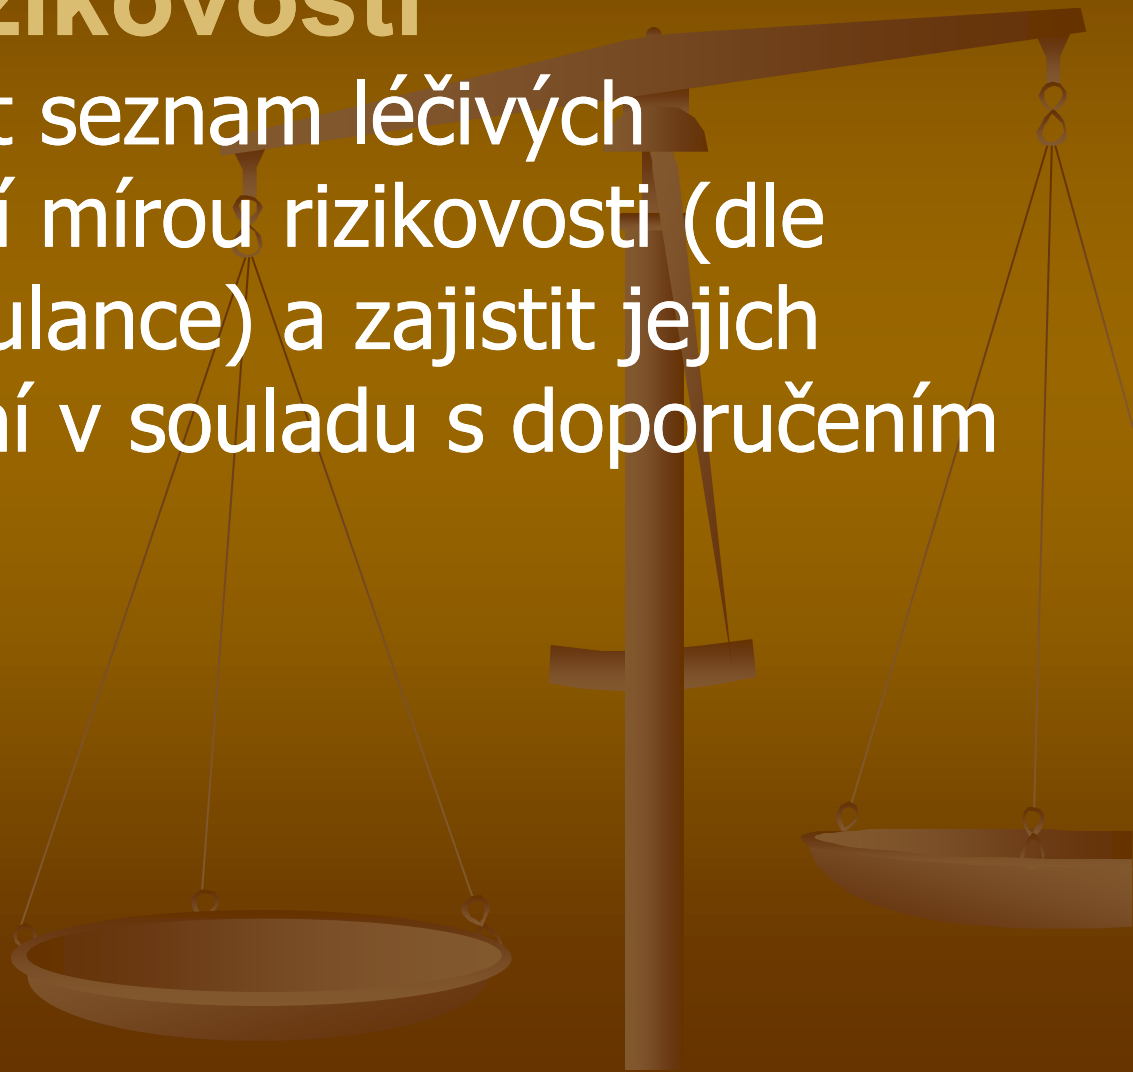 zikovosti
t seznam léčivých
í mírou rizikovosti (dle
ulance) a zajistit jejich
ní v souladu s doporučením